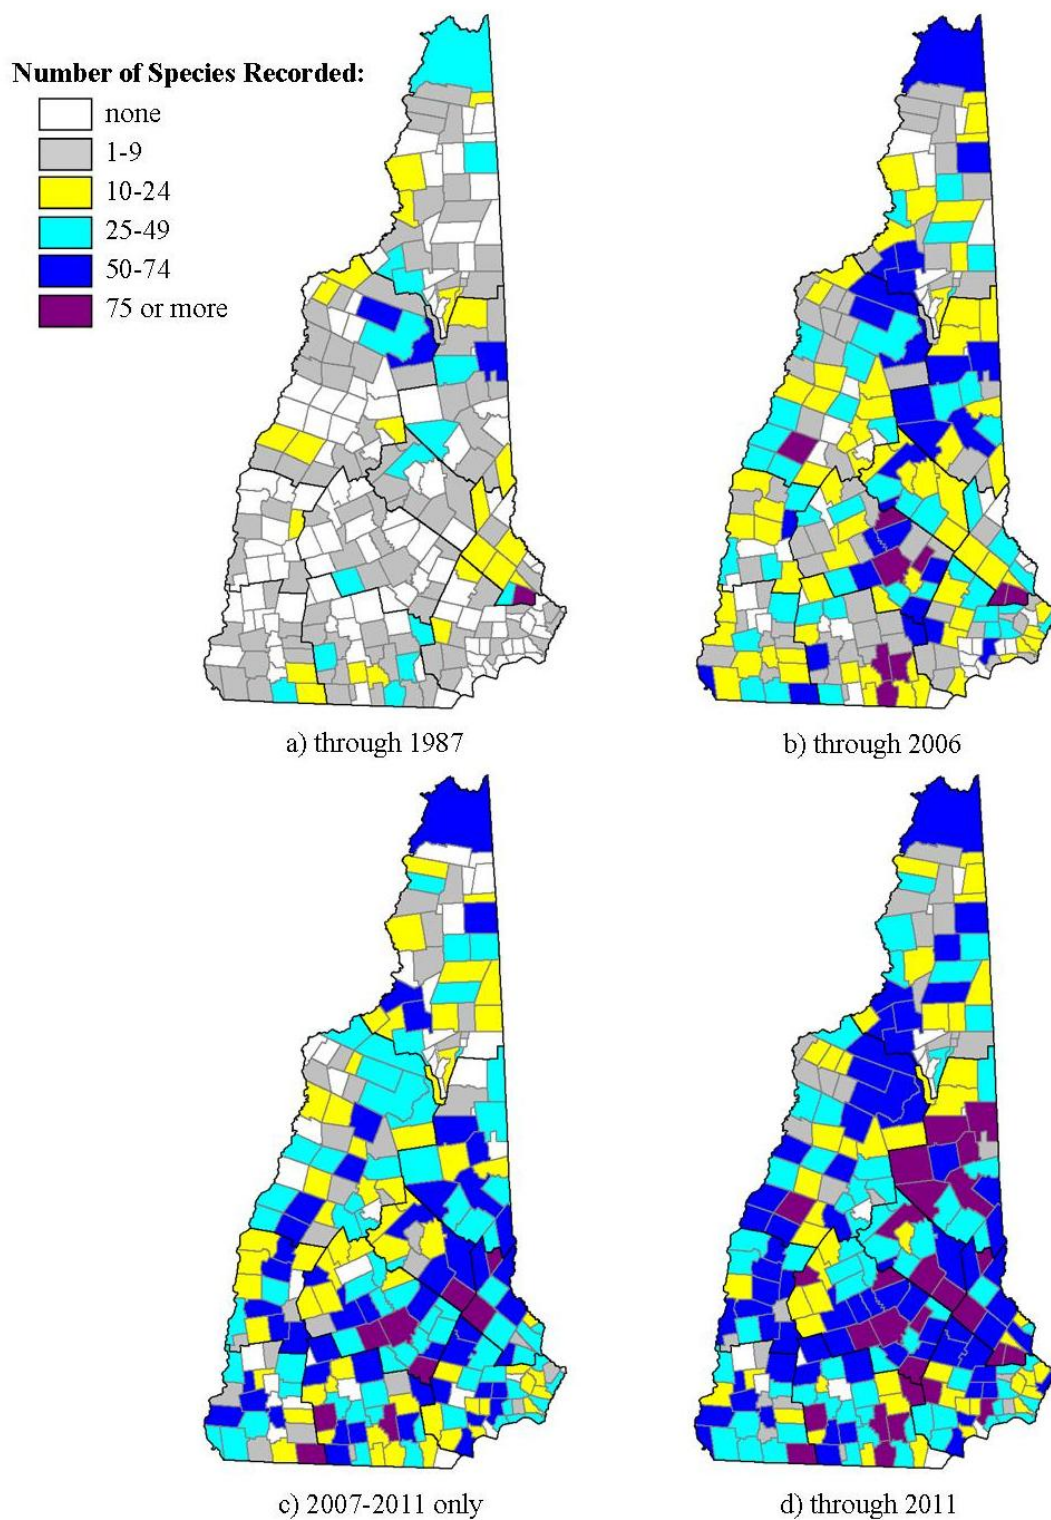 Number of Species Recorded:
none
1-9
10-24
25-49
50-74
75 or more
a) through 1987
b) through 2006
c) 2007-2011 only
d) through 2011